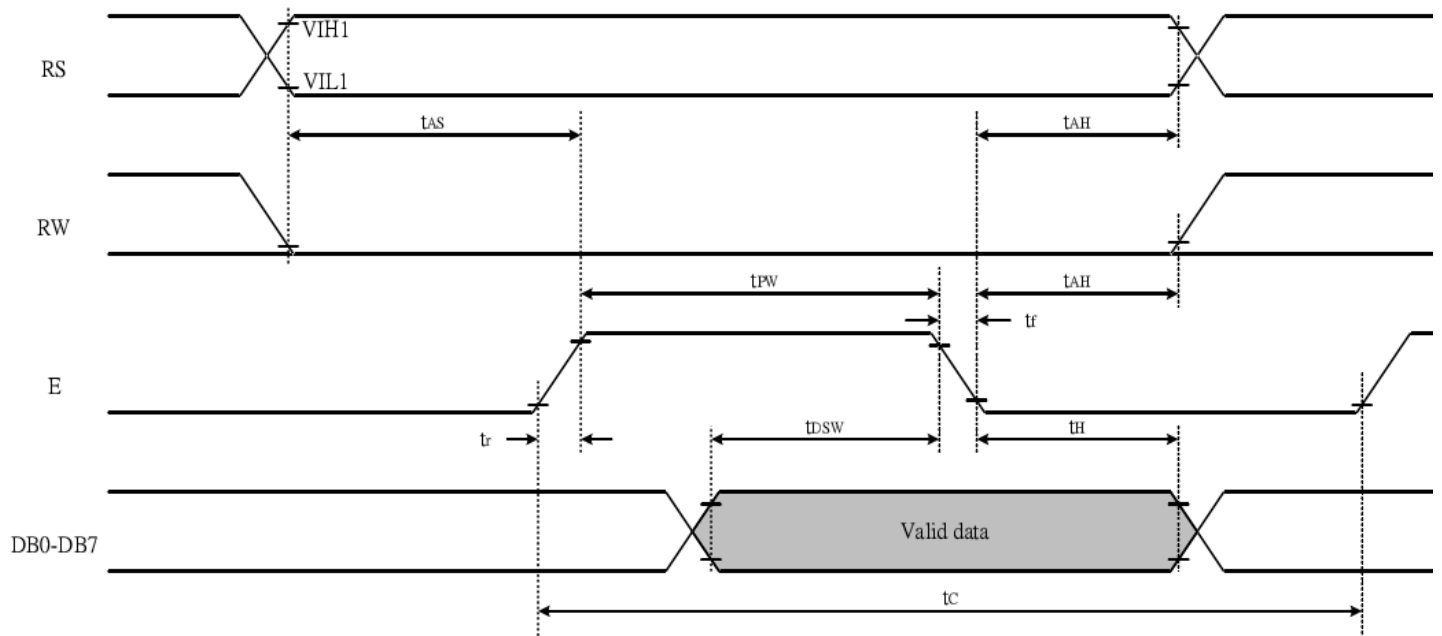 VIH1
RS
VIL1
tAS
tAH
RW
tPW
tAH
tf
E
tr
tDSW
tH
DB0-DB7
Valid data
tC